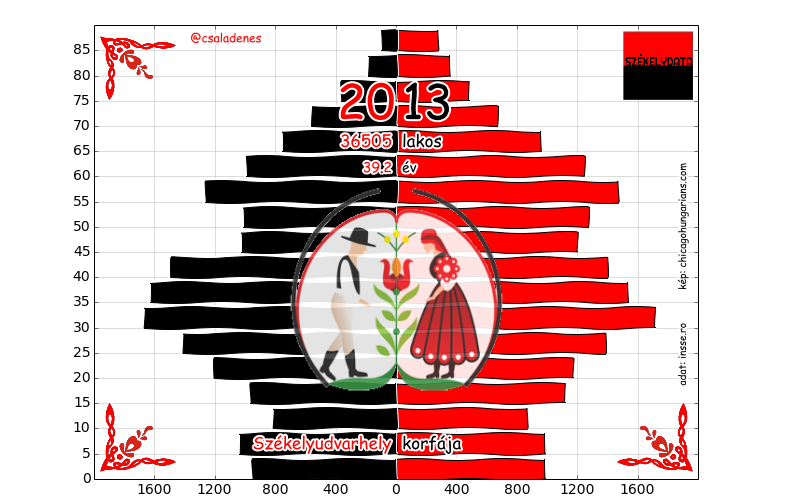 @csaladenes
SZÉKELYDATA
2013
36505 lakos
39.2 év
kép: chicagohungarians.com
adat: insse.ro
Székelyudvarhely korfája
85
80
75
70
65
60
55
50
45
40
35
30
25
20
15
10
5
0
1600 1200 800 400 0 400 800 1200 1600